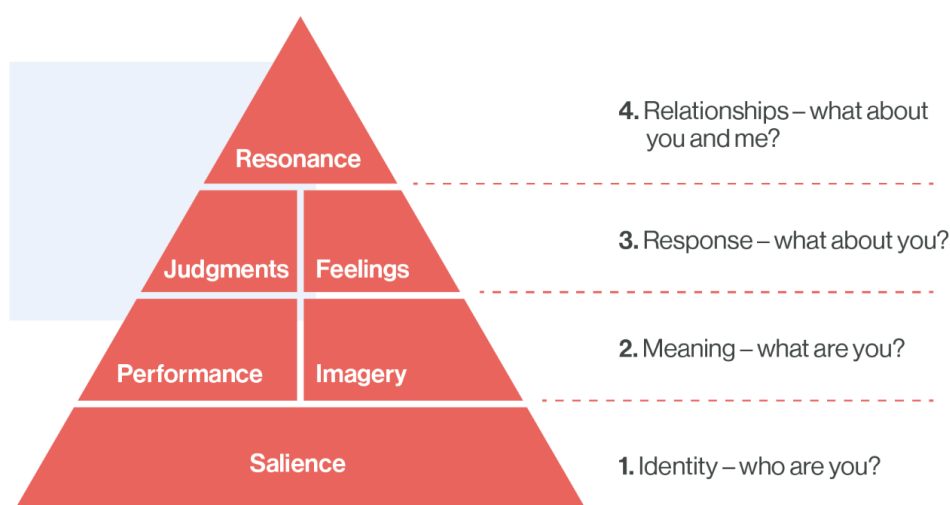 4. Relationships – what about
you and me?
Resonance
3. Response – what about you?
Judgments
Feelings
2. Meaning – what are you?
Performance
Imagery
1. Identity – who are you?
Salience